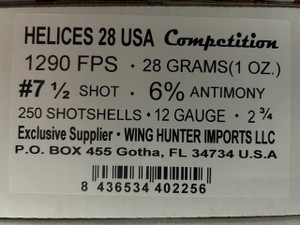 HELICES 28 USA Competition
1290 FPS · 28 GRAMS(1 OZ.)
#7 ½ SHOT · 6% ANTIMONY
250 SHOTSHELLS · 12 GAUGE · 2 ¾
Exclusive Supplier · WING HUNTER IMPORTS LLC
P.O. BOX 455 Gotha, FL 34734 U.S.A
8 436534 402256